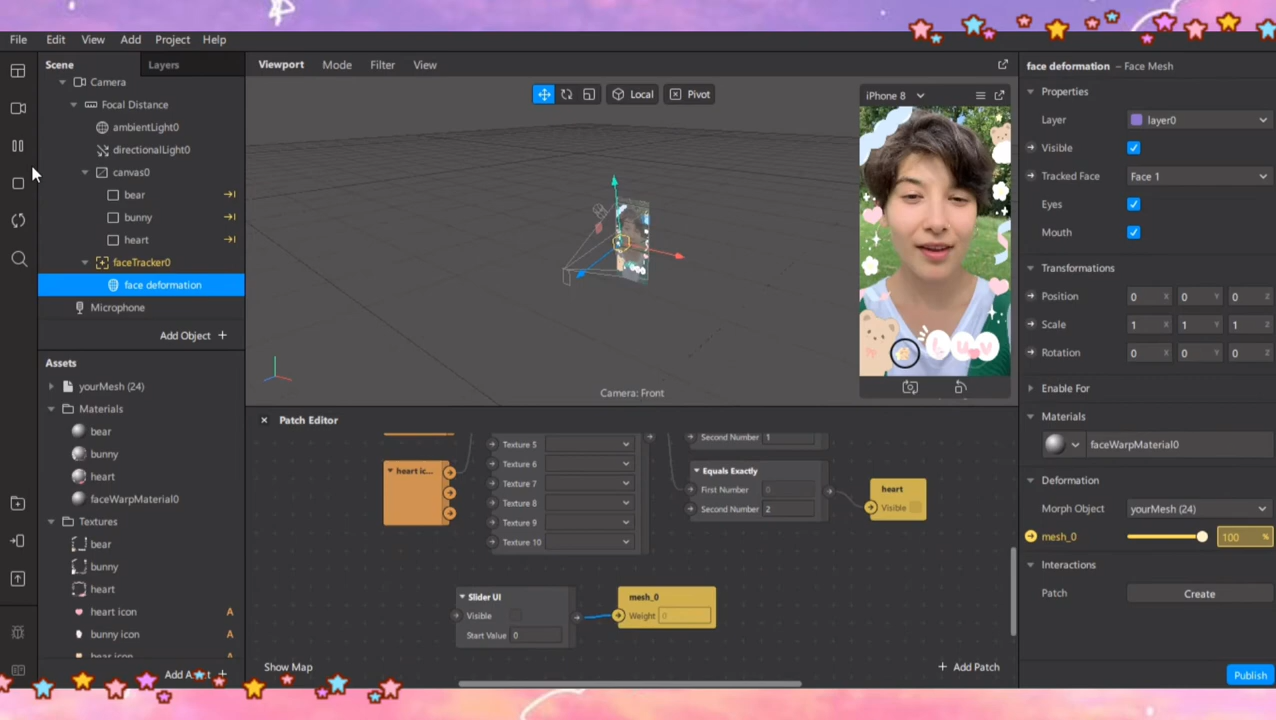 File Edit View Add Project Help
Scene Layers
Camera
Focal Distance
ambientLight0
directionalLight0
canvas0
bear
bunny
heart
faceTracker0
face deformation
Microphone
Add Object +
Assets
yourMesh (24)
Materials
bear
bunny
heart
faceWarpMaterial0
Textures
bear
bunny
heart
heart icon A
bunny icon A
Viewport Mode Filter View
Local Pivot
iPhone 8
Camera: Front
Patch Editor
heart ic...
Texture 5
Texture 6
Texture 7
Texture 8
Texture 9
Texture 10
Second Number 1
Equals Exactly
First Number 0
Second Number 2
heart
Visible
Slider UI
Visible
Start Value 0
mesh_0
Weight 0
Show Map
+ Add Patch
face deformation – Face Mesh
Properties
Layer layer0
Visible
Tracked Face Face 1
Eyes
Mouth
Transformations
Position 0 X 0 Y 0 Z
Scale 1 X 1 Y 1 Z
Rotation 0 X 0 Y 0 Z
Enable For
Materials
faceWarpMaterial0
Deformation
Morph Object yourMesh (24)
mesh_0 100 %
Interactions
Patch Create
Publish